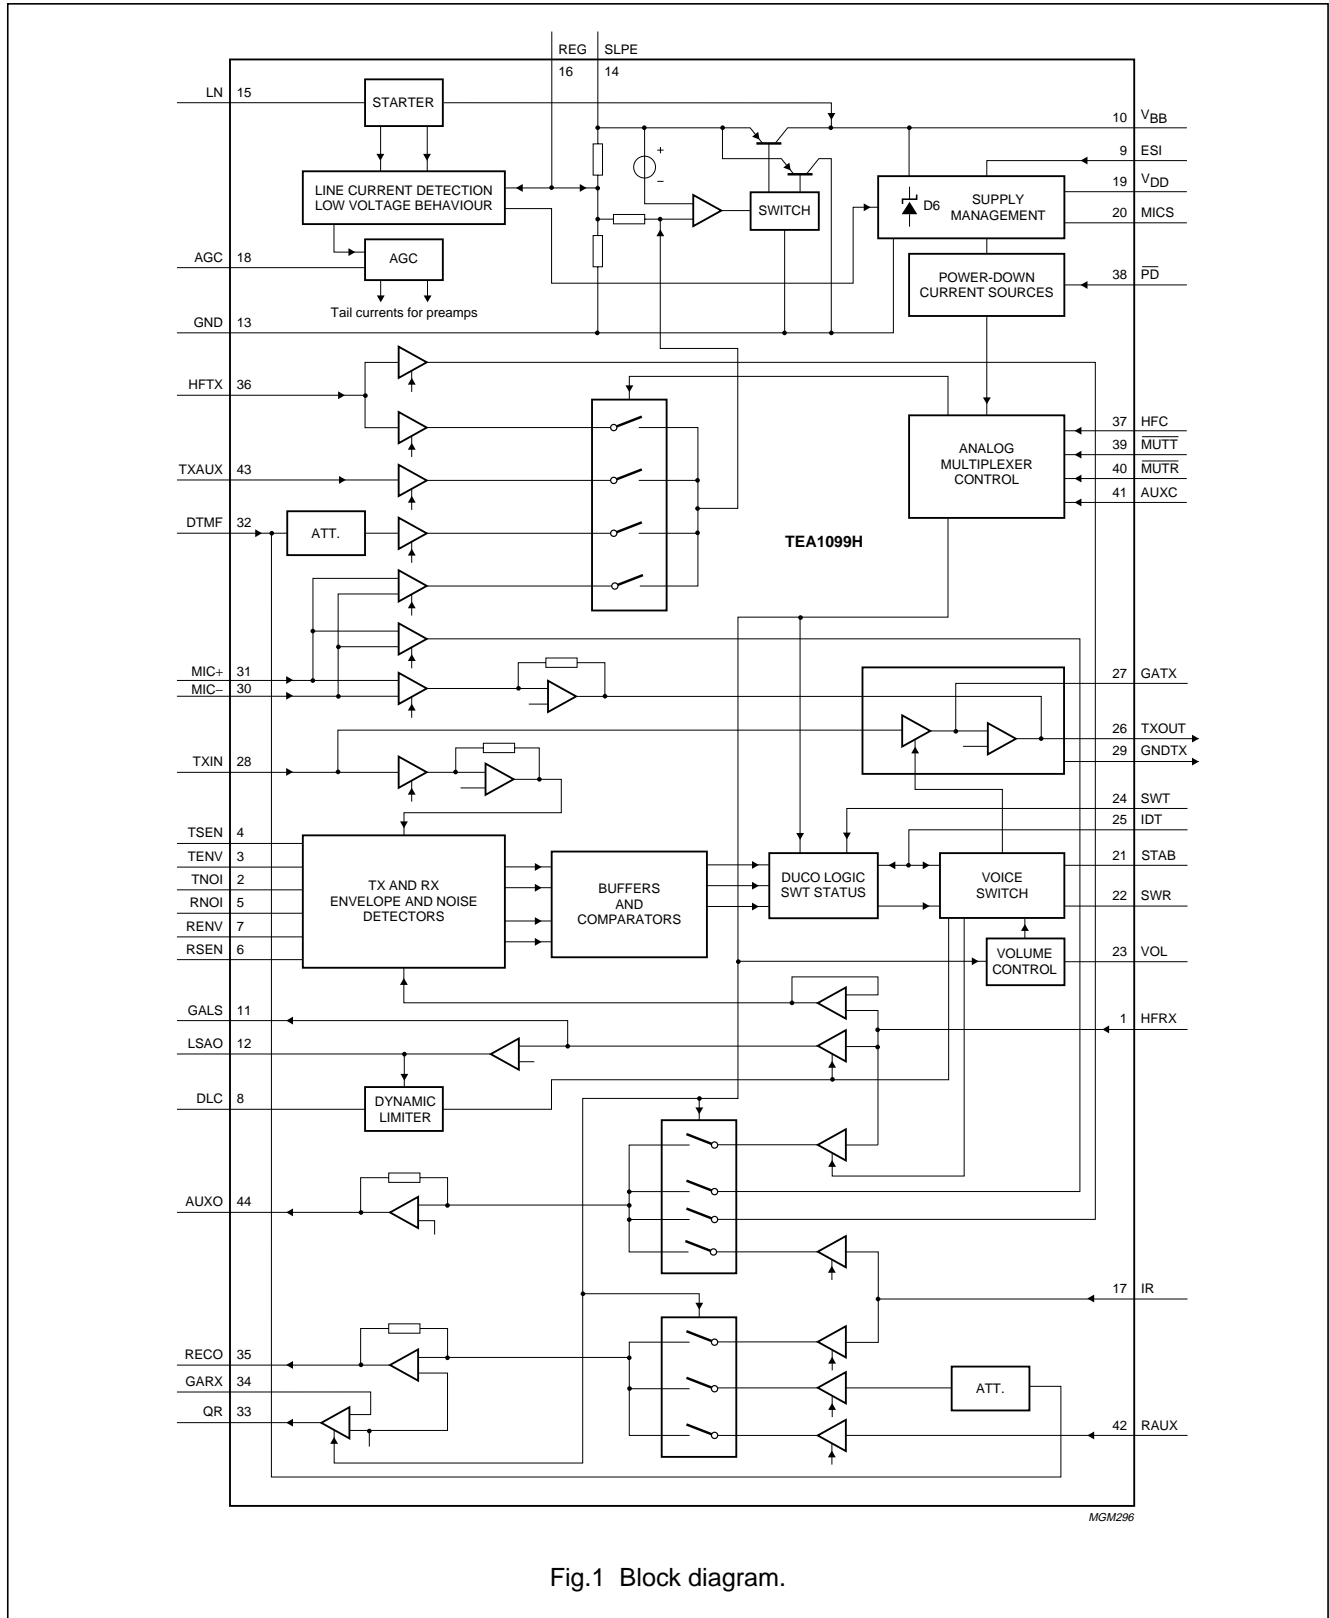 REG SLPE
16 14
LN 15
STARTER
10 VBB
9 ESI
LINE CURRENT DETECTION
LOW VOLTAGE BEHAVIOUR
+
−
SWITCH
D6
SUPPLY
MANAGEMENT
19 VDD
20 MICS
AGC 18
AGC
POWER-DOWN
CURRENT SOURCES
38 PD
Tail currents for preamps
GND 13
HFTX 36
ANALOG
MULTIPLEXER
CONTROL
37 HFC
39 MUTT
40 MUTR
41 AUXC
TXAUX 43
DTMF 32
ATT.
TEA1099H
MIC+ 31
MIC− 30
27 GATX
26 TXOUT
29 GNDTX
TXIN 28
24 SWT
25 IDT
TSEN 4
TENV 3
TNOI 2
RNOI 5
RENV 7
RSEN 6
TX AND RX
ENVELOPE AND NOISE
DETECTORS
BUFFERS
AND
COMPARATORS
DUCO LOGIC
SWT STATUS
VOICE
SWITCH
21 STAB
22 SWR
VOLUME
CONTROL
23 VOL
GALS 11
1 HFRX
LSAO 12
DLC 8
DYNAMIC
LIMITER
AUXO 44
17 IR
RECO 35
GARX 34
QR 33
ATT.
42 RAUX
MGM296
Fig.1 Block diagram.